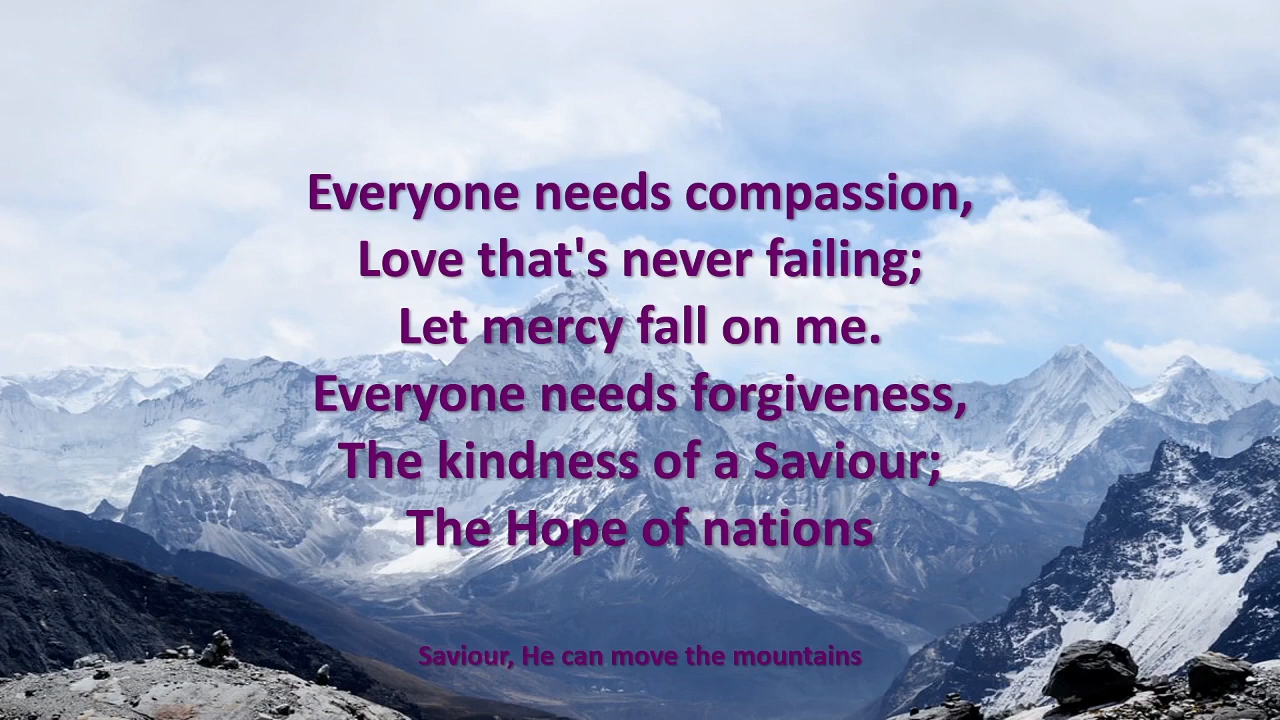 Everyone needs compassion,
Love that's never failing;
Let mercy fall on me.
Everyone needs forgiveness,
The kindness of a Saviour;
The Hope of nations
Saviour, He can move the mountains